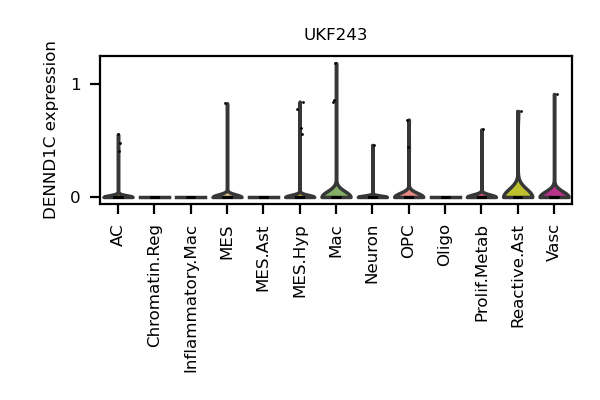 UKF243
DENND1C expression
1
0
AC
Chromatin.Reg
Inflammatory.Mac
MES
MES.Ast
MES.Hyp
Mac
Neuron
OPC
Oligo
Prolif.Metab
Reactive.Ast
Vasc